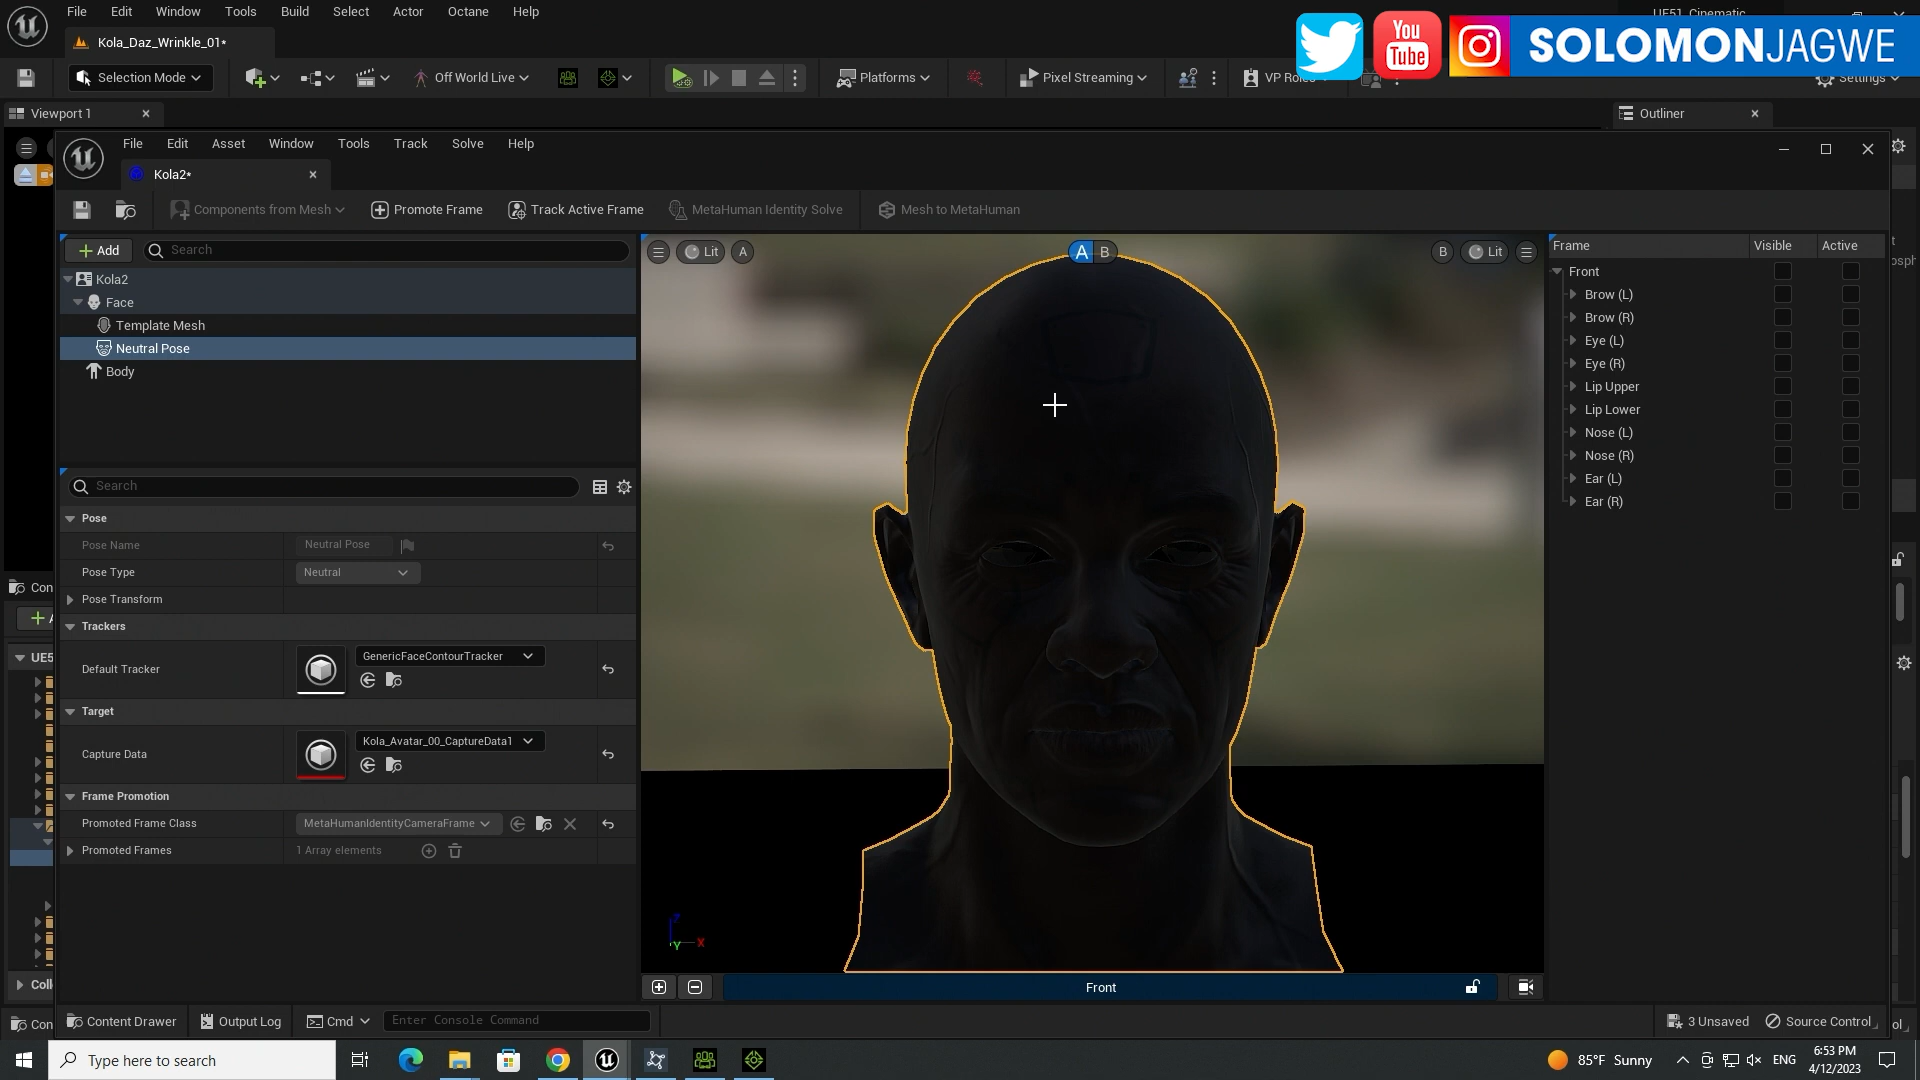 File Edit Window Tools Build Select Actor Octane Help
Kola_Daz_Wrinkle_01*
You Tube
SOLOMONJAGWE
Selection Mode
Off World Live
Platforms
Pixel Streaming
Settings
Viewport 1
Outliner
File Edit Asset Window Tools Track Solve Help
Kola2*
Components from Mesh
Promote Frame
Track Active Frame
MetaHuman Identity Solve
Mesh to MetaHuman
Add
Search
Kola2
Face
Template Mesh
Neutral Pose
Body
Lit
A
A B
B
Lit
Frame Visible Active
Front
Brow (L)
Brow (R)
Eye (L)
Eye (R)
Lip Upper
Lip Lower
Nose (L)
Nose (R)
Ear (L)
Ear (R)
Search
Pose
Pose Name Neutral Pose
Pose Type Neutral
Pose Transform
Trackers
Default Tracker GenericFaceContourTracker
Target
Capture Data Kola_Avatar_00_CaptureData1
Frame Promotion
Promoted Frame Class MetaHumanIdentityCameraFrame
Promoted Frames 1 Array elements
Z
Y X
Front
Content Drawer
Output Log
Cmd
Enter Console Command
3 Unsaved
Source Control
Type here to search
85°F Sunny
ENG
6:53 PM
4/12/2023